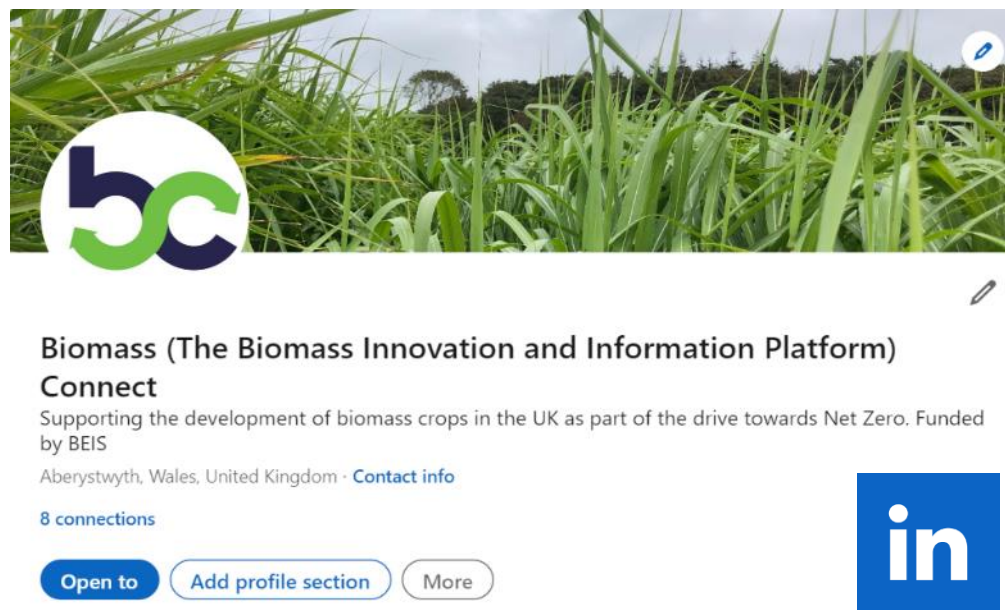 bc
Biomass (The Biomass Innovation and Information Platform)
Connect
Supporting the development of biomass crops in the UK as part of the drive towards Net Zero. Funded
by BEIS
Aberystwyth, Wales, United Kingdom · Contact info
8 connections
Open to Add profile section More
in